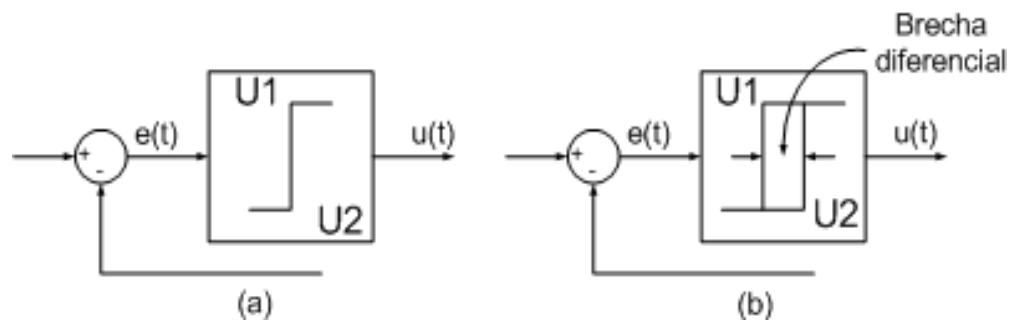 Brecha
diferencial
U1
e(t)
+
-
u(t)
U2
(a)
U1
e(t)
+
-
u(t)
U2
(b)